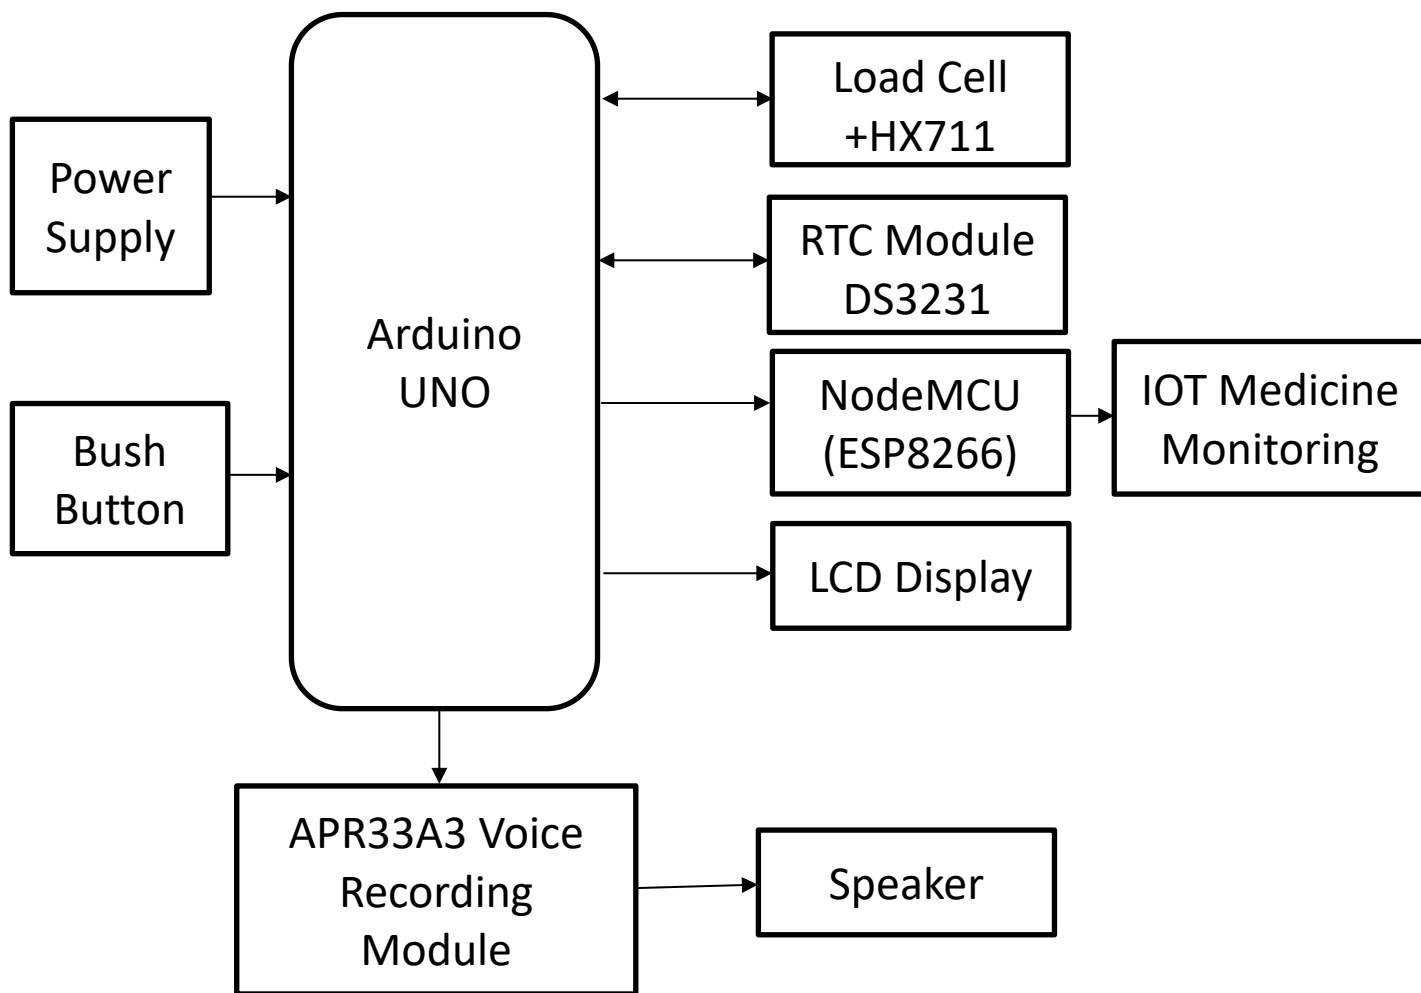 Load Cell
+HX711
Power
Supply
RTC Module
DS3231
Arduino
UNO
NodeMCU
(ESP8266)
IOT Medicine
Monitoring
Bush
Button
LCD Display
APR33A3 Voice
Recording
Module
Speaker